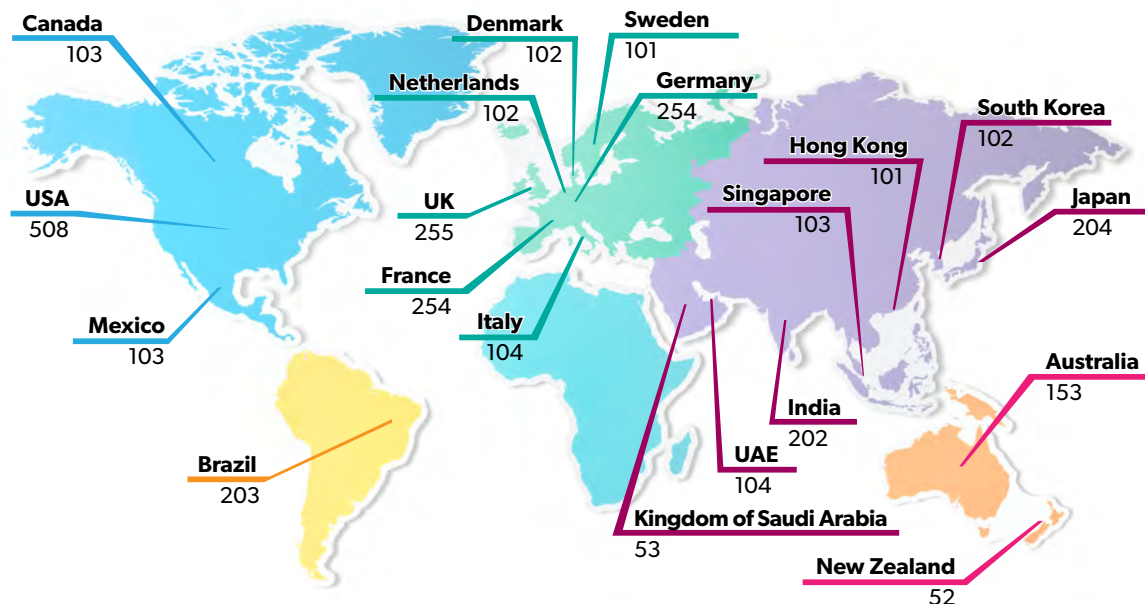 Canada
103
Denmark
102
Sweden
101
Netherlands
102
Germany
254
South Korea
102
Hong Kong
101
USA
508
UK
255
Singapore
103
Japan
204
France
254
Italy
104
Mexico
103
Australia
153
India
202
Brazil
203
UAE
104
Kingdom of Saudi Arabia
53
New Zealand
52